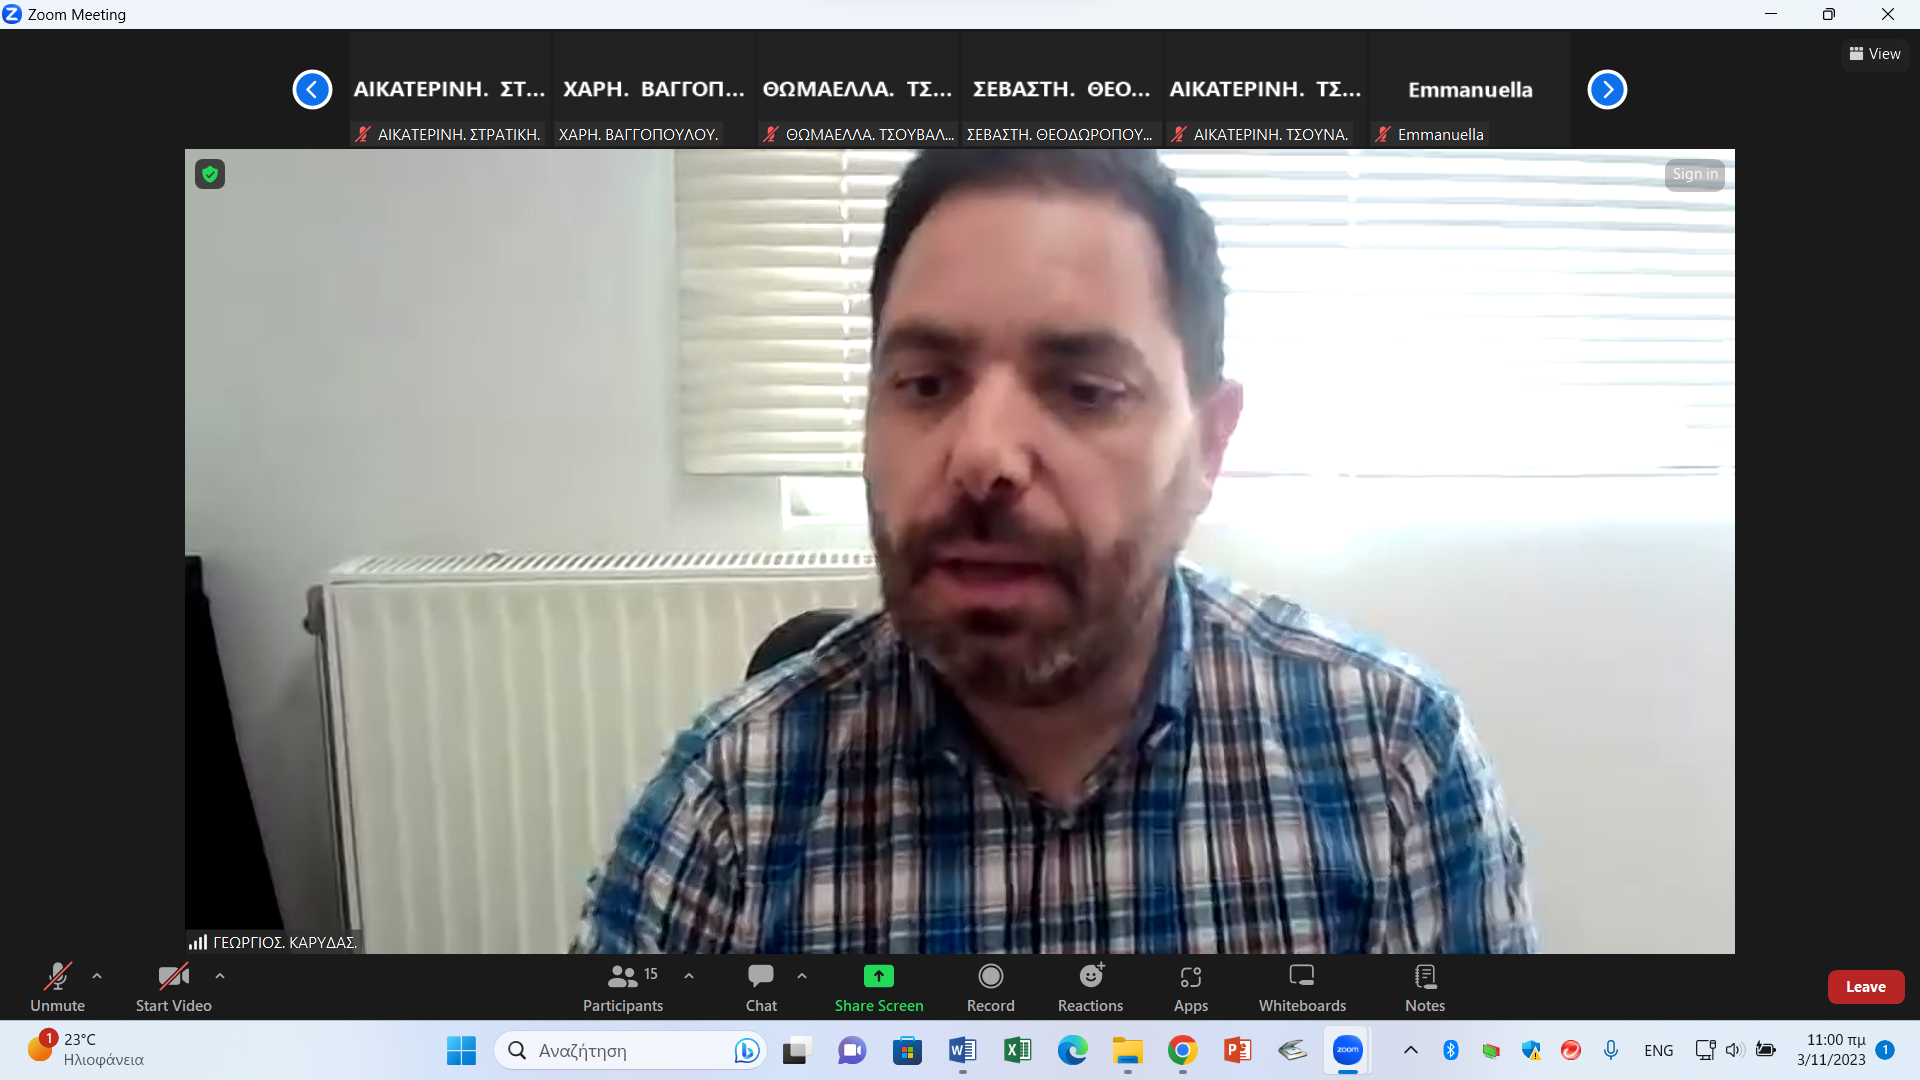 Zoom Meeting
View
ΑΙΚΑΤΕΡΙΝΗ. ΣΤ...
ΧΑΡΗ. ΒΑΓΓΟΠ...
ΘΩΜΑΕΛΛΑ. ΤΣ...
ΣΕΒΑΣΤΗ. ΘΕΟ...
ΑΙΚΑΤΕΡΙΝΗ. ΤΣ...
Emmanuella
ΑΙΚΑΤΕΡΙΝΗ. ΣΤΡΑΤΙΚΗ.
ΧΑΡΗ. ΒΑΓΓΟΠΟΥΛΟΥ.
ΘΩΜΑΕΛΛΑ. ΤΣΟΥΒΑΛ...
ΣΕΒΑΣΤΗ. ΘΕΟΔΩΡΟΠΟΥ...
ΑΙΚΑΤΕΡΙΝΗ. ΤΣΟΥΝΑ.
Emmanuella
Sign in
ΓΕΩΡΓΙΟΣ. ΚΑΡΥΔΑΣ.
Unmute
Start Video
15
Participants
Chat
Share Screen
Record
Reactions
Apps
Whiteboards
Notes
Leave
1
23°C
Ηλιοφάνεια
Αναζήτηση
zoom
ENG
11:00 πμ
3/11/2023
1